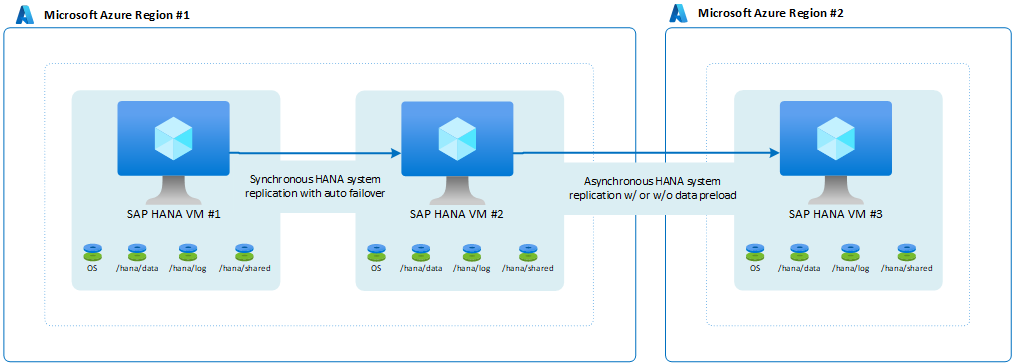 Microsoft Azure Region #1
Microsoft Azure Region #2
Synchronous HANA system
replication with auto failover
Asynchronous HANA system
replication w/ or w/o data preload
SAP HANA VM #1
SAP HANA VM #2
SAP HANA VM #3
OS /hana/data /hana/log /hana/shared
OS /hana/data /hana/log /hana/shared
OS /hana/data /hana/log /hana/shared